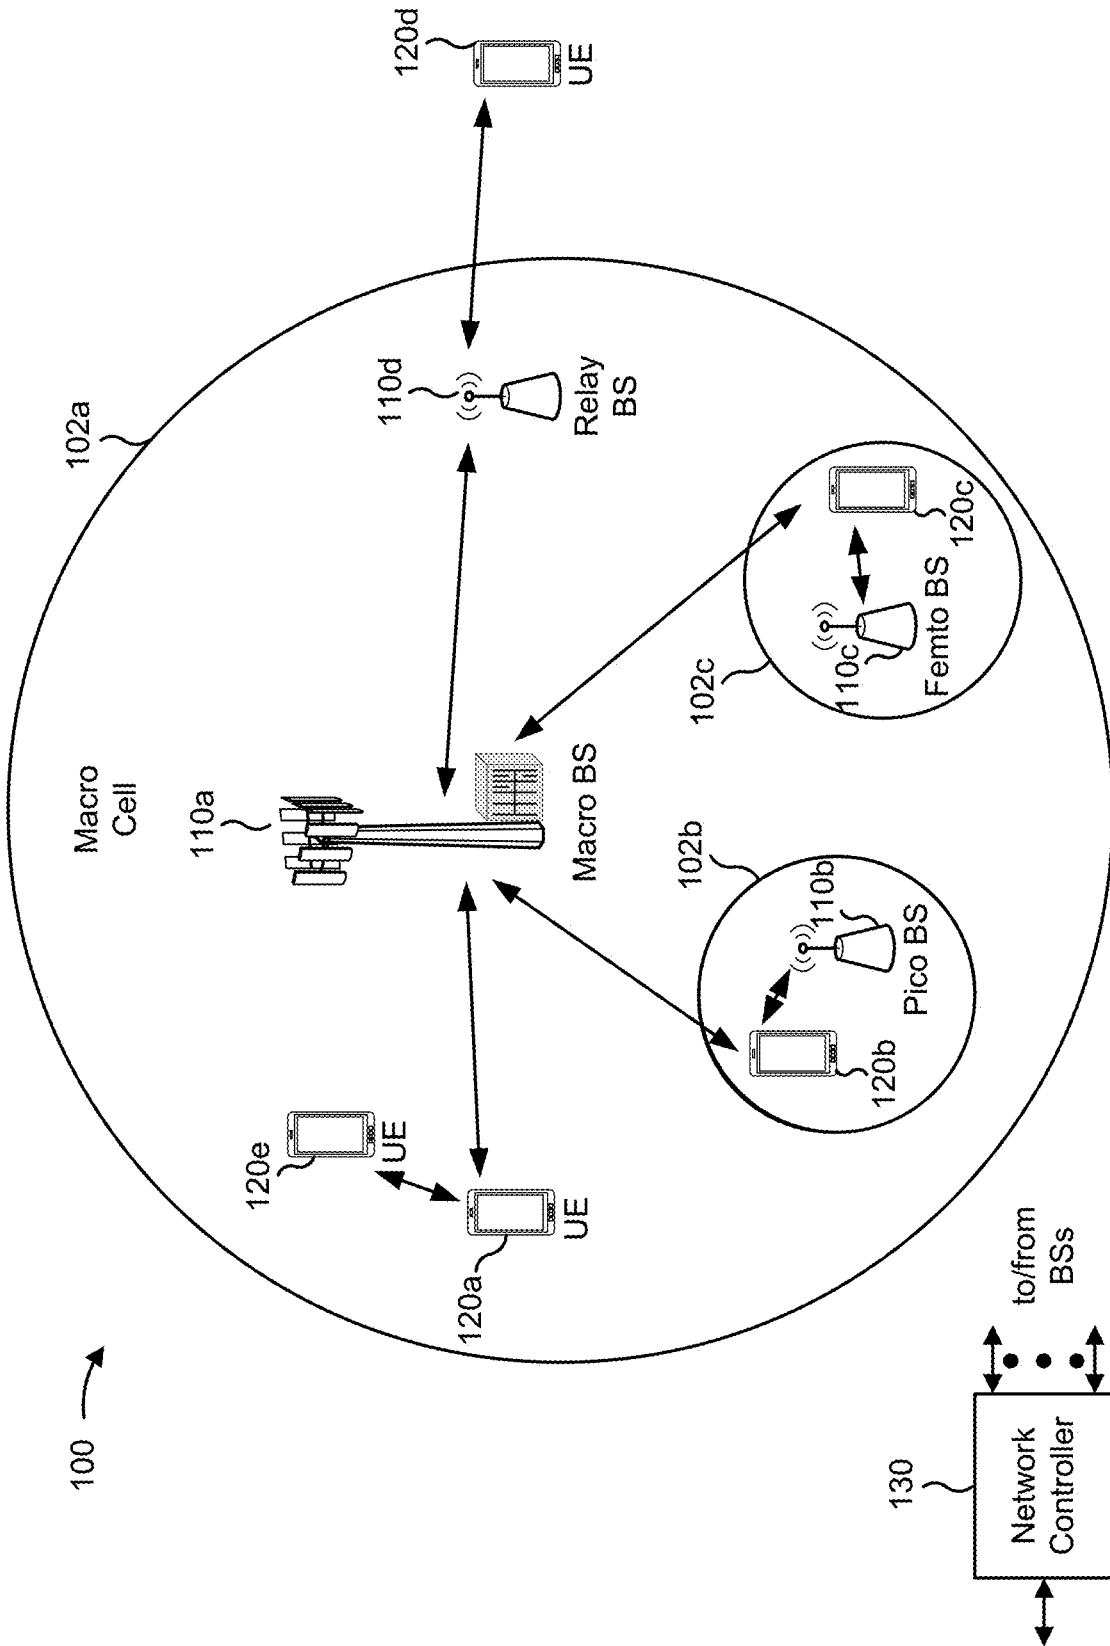 100
Macro
Cell
102a
110a
120e
UE
120d
UE
110d
Relay
BS
120a
UE
Macro BS
102b
102c
110b
Pico BS
120b
110c
Femto BS
120c
130
Network
Controller
to/from
BSs